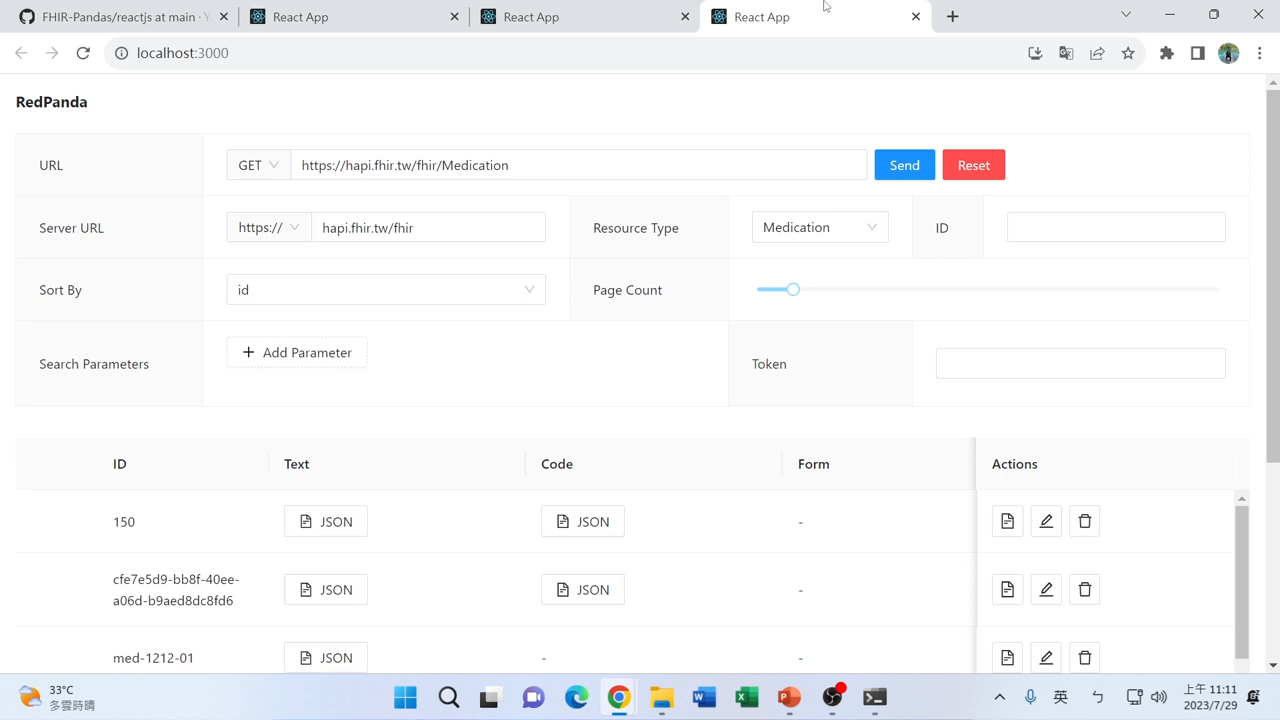 FHIR-Pandas/reactjs at main · Y
React App
React App
React App
localhost:3000
RedPanda
URL
GET
https://hapi.fhir.tw/fhir/Medication
Send
Reset
Server URL
https://
hapi.fhir.tw/fhir
Resource Type
Medication
ID
Sort By
id
Page Count
Search Parameters
Add Parameter
Token
ID
Text
Code
Form
Actions
150
JSON
JSON
-
cfe7e5d9-bb8f-40ee-
a06d-b9aed8dc8fd6
JSON
JSON
-
med-1212-01
JSON
-
-
33°C
多雲時晴
英
上午 11:11
2023/7/29